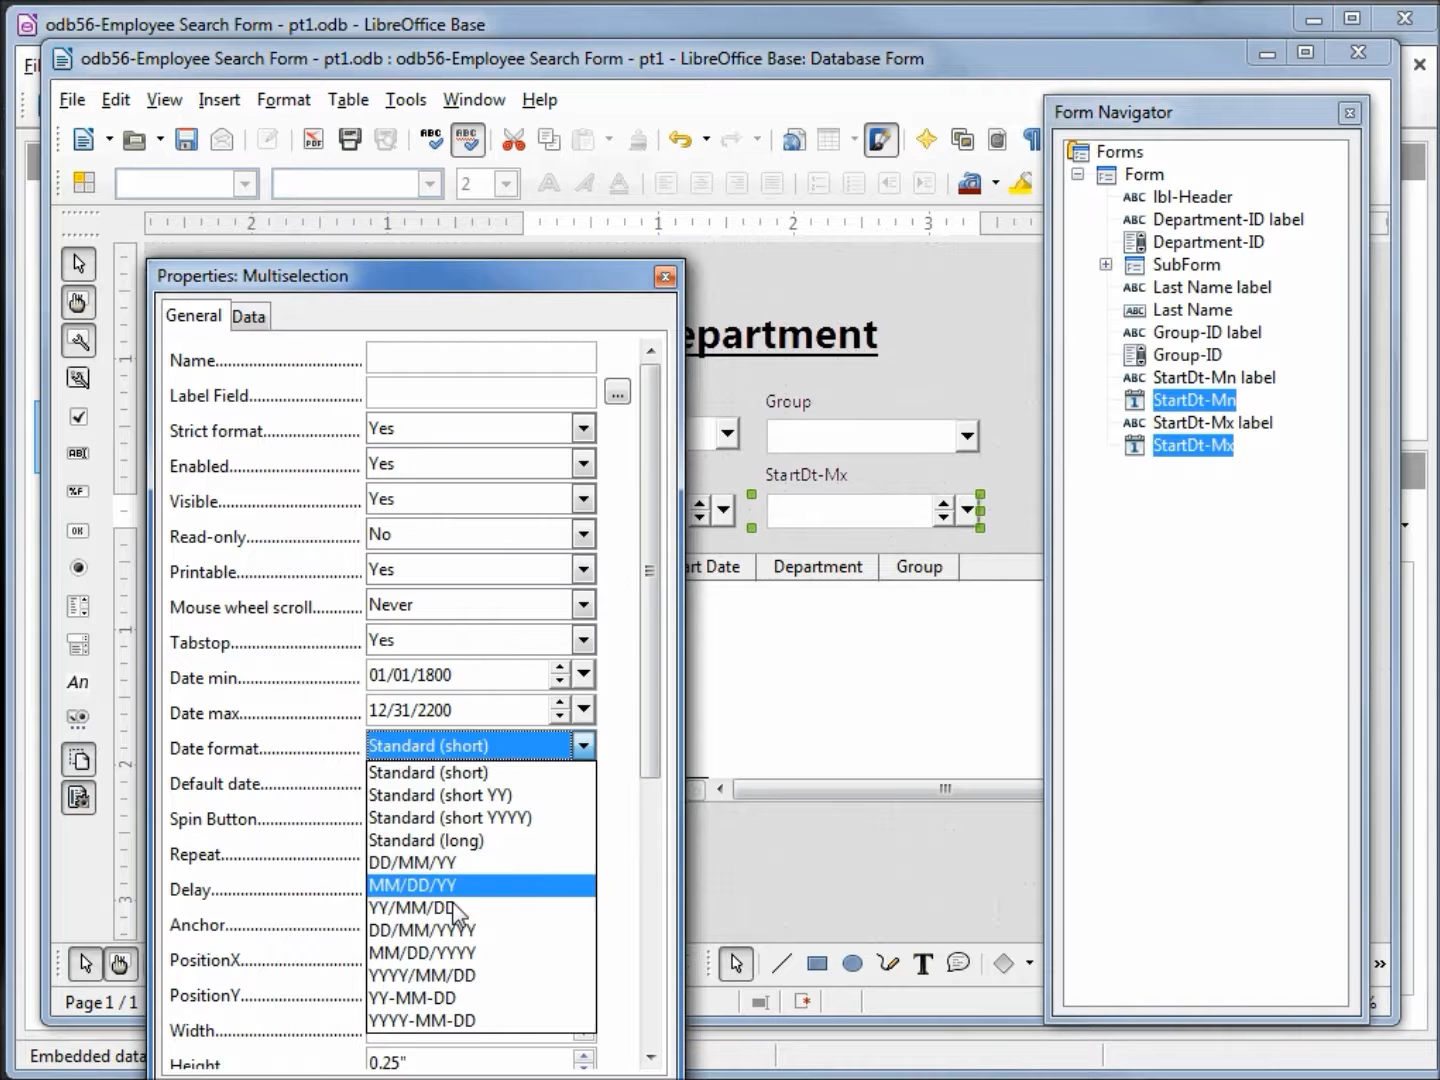 odb56-Employee Search Form - pt1.odb - LibreOffice Base
odb56-Employee Search Form - pt1.odb : odb56-Employee Search Form - pt1 - LibreOffice Base: Database Form
File Edit View Insert Format Table Tools Window Help
2
2 1 1 2 3
Form Navigator
Forms
Form
lbl-Header
Department-ID label
Department-ID
SubForm
Last Name label
Last Name
Group-ID label
Group-ID
StartDt-Mn label
StartDt-Mn
StartDt-Mx label
StartDt-Mx
Properties: Multiselection
General Data
Name
Label Field ...
Strict format Yes
Enabled Yes
Visible Yes
Read-only No
Printable Yes
Mouse wheel scroll Never
Tabstop Yes
Date min 01/01/1800
Date max 12/31/2200
Date format Standard (short)
Default date
Spin Button
Repeat
Delay
Anchor
PositionX
PositionY
Width
Height 0.25"
Standard (short)
Standard (short YY)
Standard (short YYYY)
Standard (long)
DD/MM/YY
MM/DD/YY
YY/MM/DD
DD/MM/YYYY
MM/DD/YYYY
YYYY/MM/DD
YY-MM-DD
YYYY-MM-DD
epartment
Group
StartDt-Mx
rt Date Department Group
Page 1 / 1
Embedded data